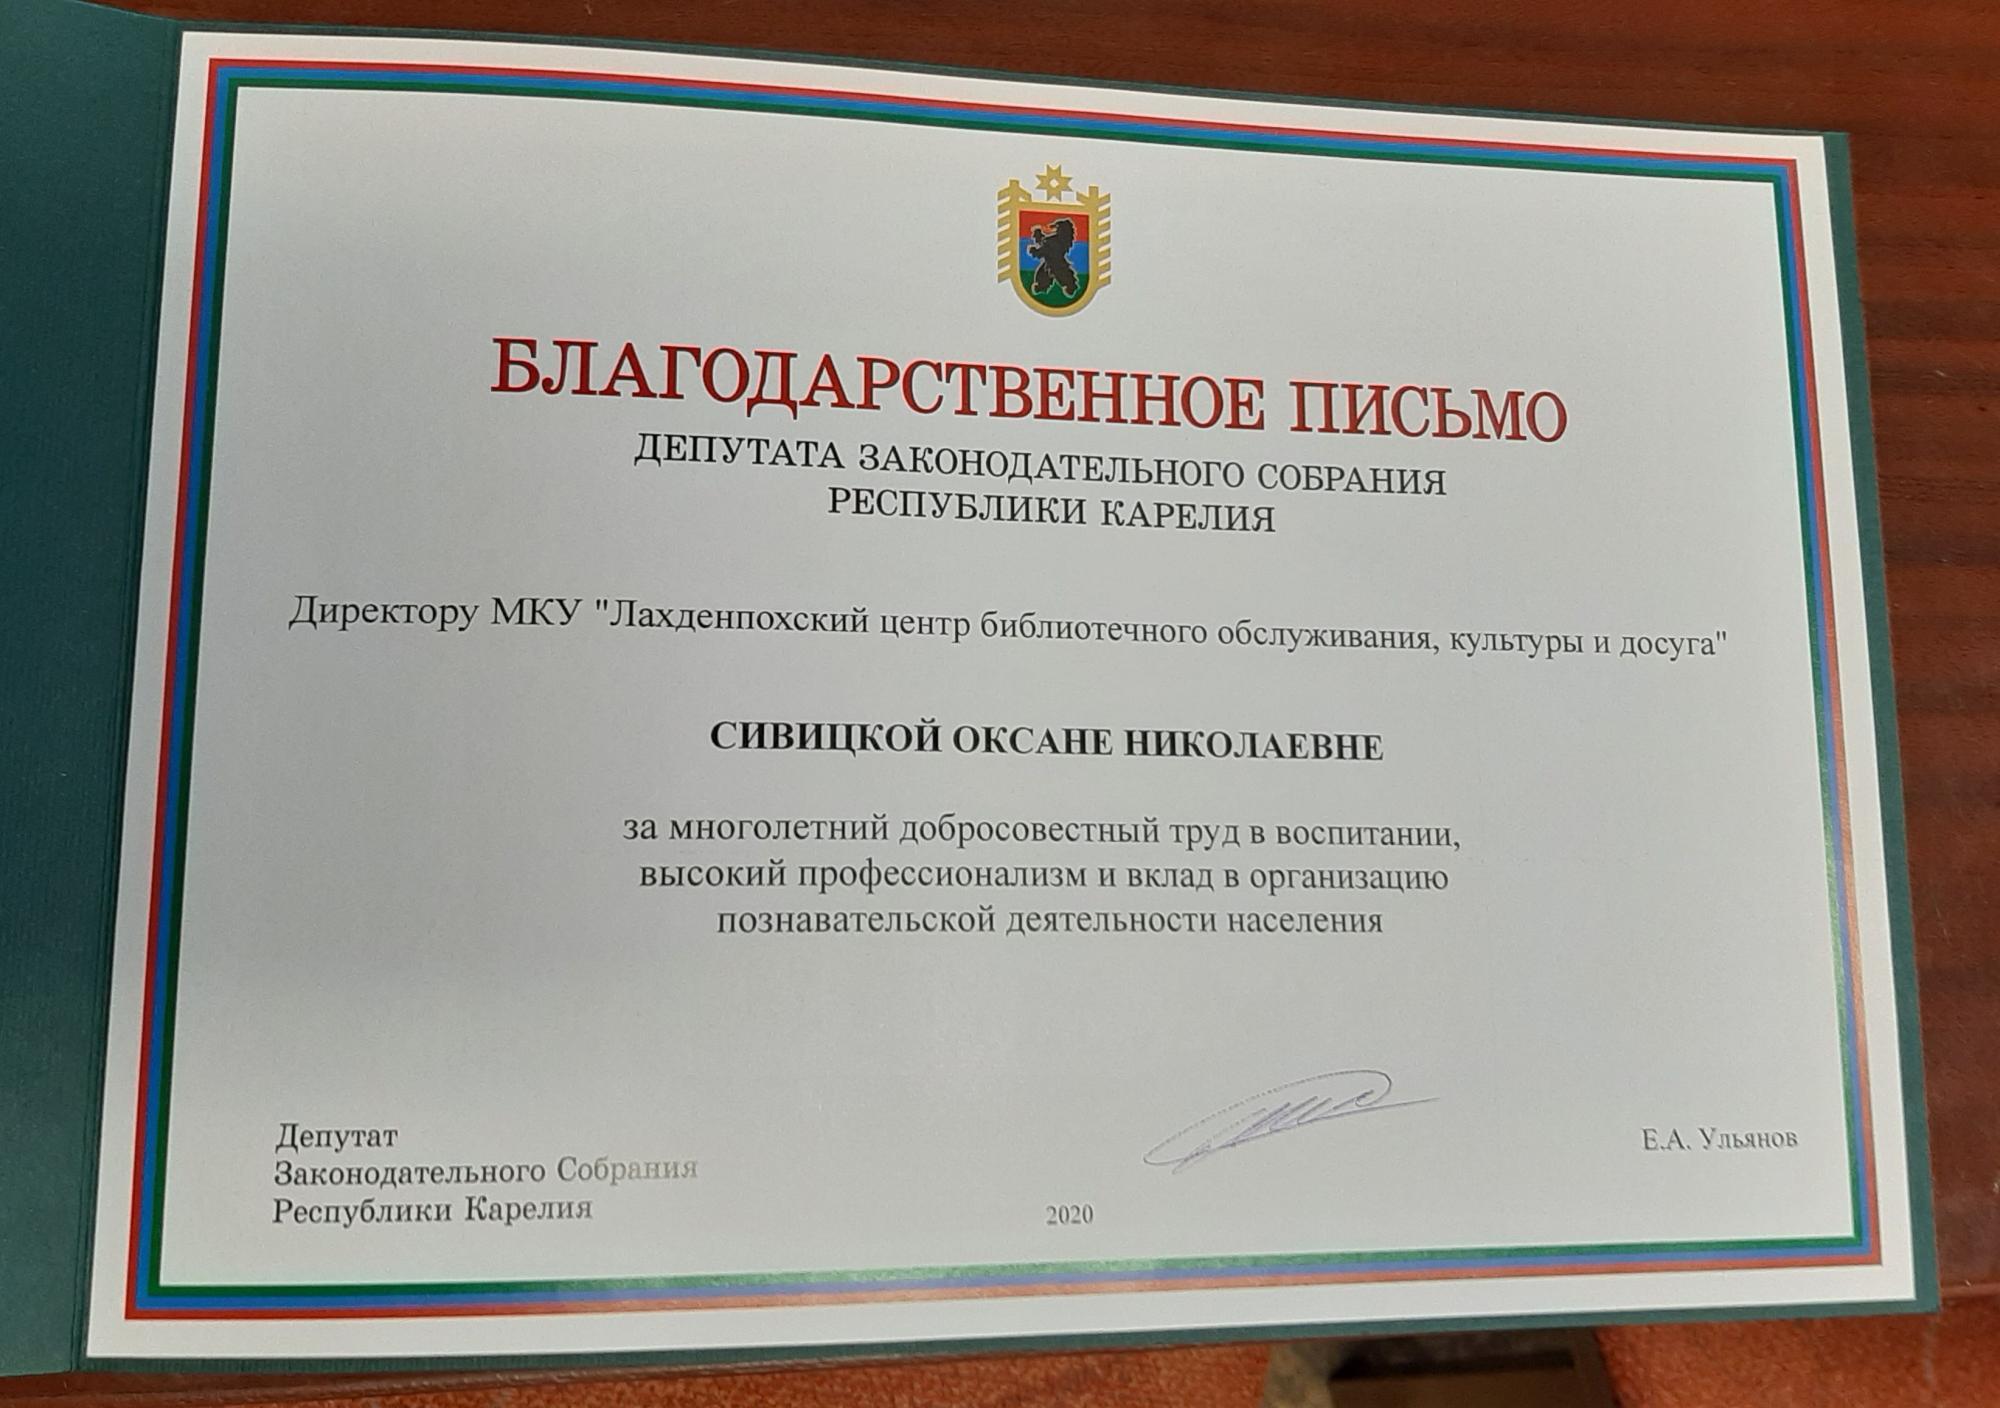 БЛАГОДАРСТВЕННОЕ ПИСЬМО
ДЕПУТАТА ЗАКОНОДАТЕЛЬНОГО СОБРАНИЯ
РЕСПУБЛИКИ КАРЕЛИЯ
Директору МКУ "Лахденпохский центр библиотечного обслуживания, культуры и досуга"
СИВИЦКОЙ ОКСАНЕ НИКОЛАЕВНЕ
за многолетний добросовестный труд в воспитании,
высокий профессионализм и вклад в организацию
познавательской деятельности населения
Депутат
Законодательного Собрания
Республики Карелия
Е.А. Ульянов
2020